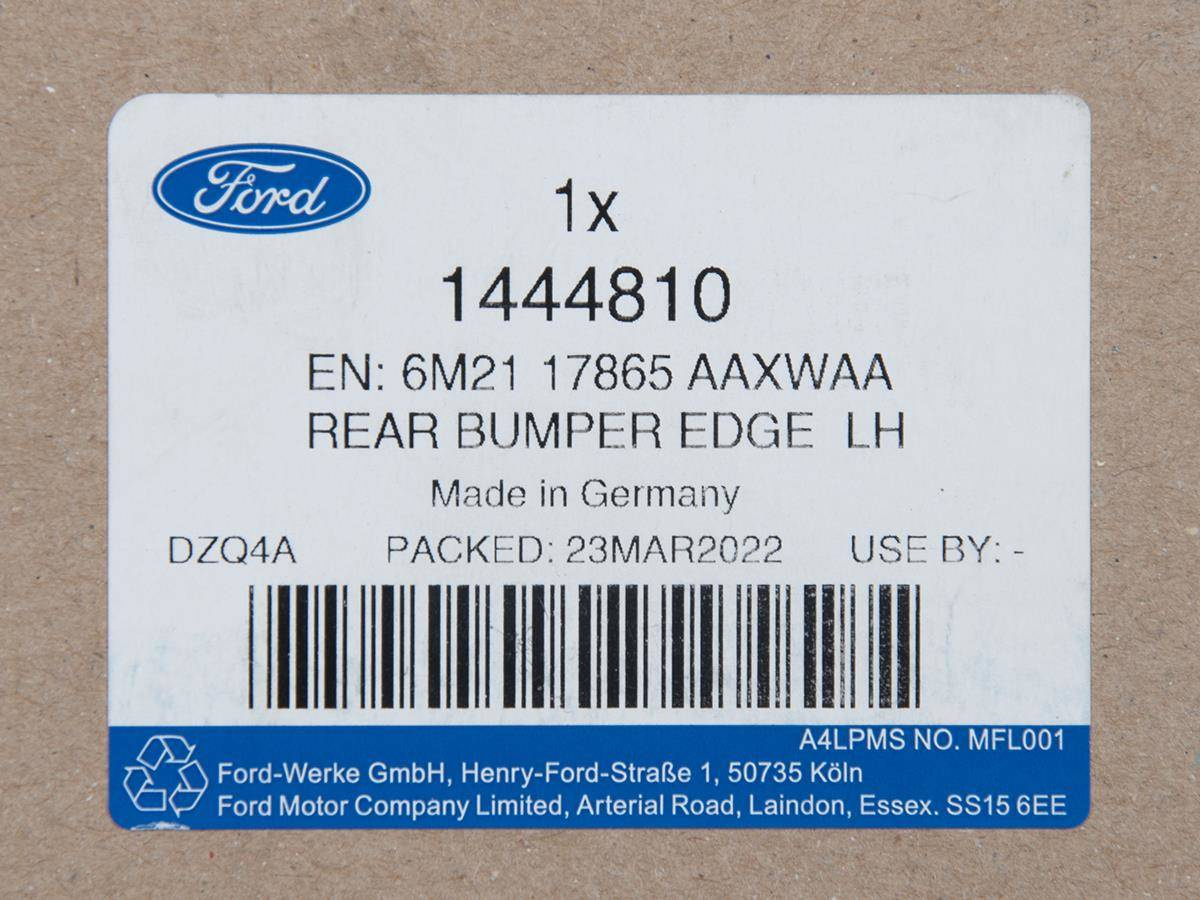 Ford
1x
1444810
EN: 6M21 17865 AAXWAA
REAR BUMPER EDGE LH
Made in Germany
DZQ4A PACKED: 23MAR2022 USE BY: -
A4LPMS NO. MFL001
Ford-Werke GmbH, Henry-Ford-Straße 1, 50735 Köln
Ford Motor Company Limited, Arterial Road, Laindon, Essex. SS15 6EE